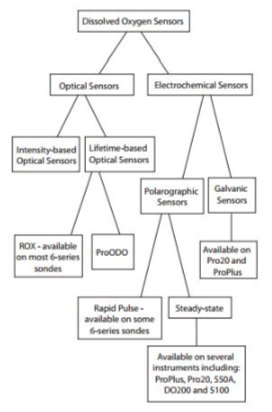 Dissolved Oxygen Sensors
Optical Sensors
Electrochemical Sensors
Intensity-based
Optical Sensors
Lifetime-based
Optical Sensors
Polarographic
Sensors
Galvanic
Sensors
ROX - available
on most 6-series
sondes
ProODO
Available on
Pro20 and
ProPlus
Rapid Pulse -
available on some
6-series sondes
Steady-state
Available on several
instruments including:
ProPlus, Pro20, 550A,
DO200 and 5100